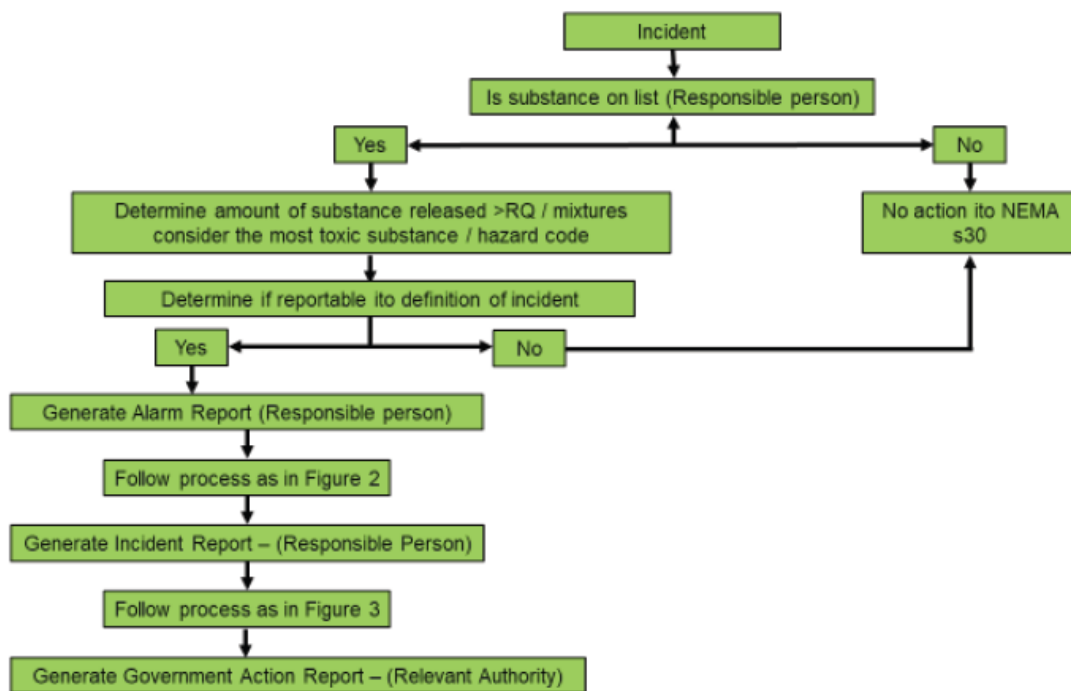 Incident
Is substance on list (Responsible person)
Yes
No
Determine amount of substance released >RQ / mixtures
consider the most toxic substance / hazard code
No action ito NEMA
s30
Determine if reportable ito definition of incident
Yes
No
Generate Alarm Report (Responsible person)
Follow process as in Figure 2
Generate Incident Report – (Responsible Person)
Follow process as in Figure 3
Generate Government Action Report – (Relevant Authority)